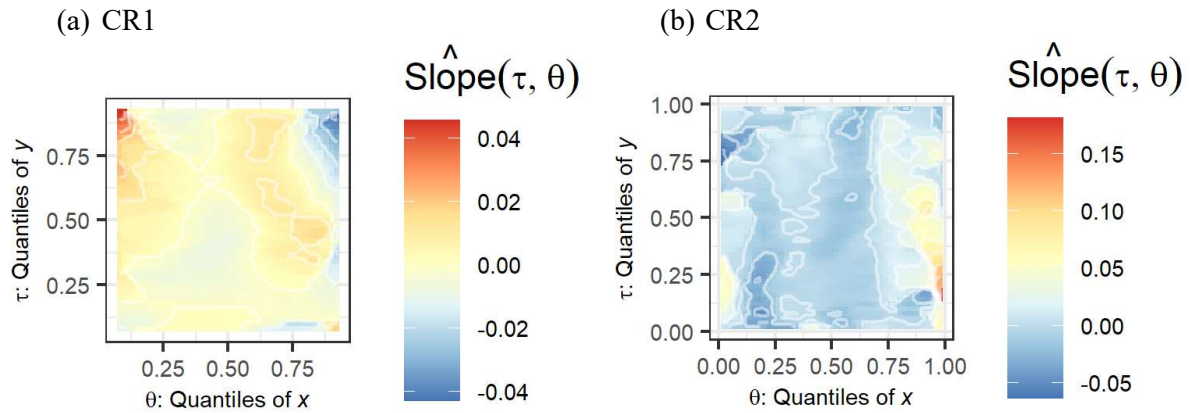 (a) CR1
Slôpe(τ, θ)
0.04
0.02
0.00
-0.02
-0.04
τ: Quantiles of y
0.75
0.50
0.25
0.25 0.50 0.75
θ: Quantiles of x
(b) CR2
Slôpe(τ, θ)
0.15
0.10
0.05
0.00
-0.05
τ: Quantiles of y
1.00
0.75
0.50
0.25
0.00
0.00 0.25 0.50 0.75 1.00
θ: Quantiles of x